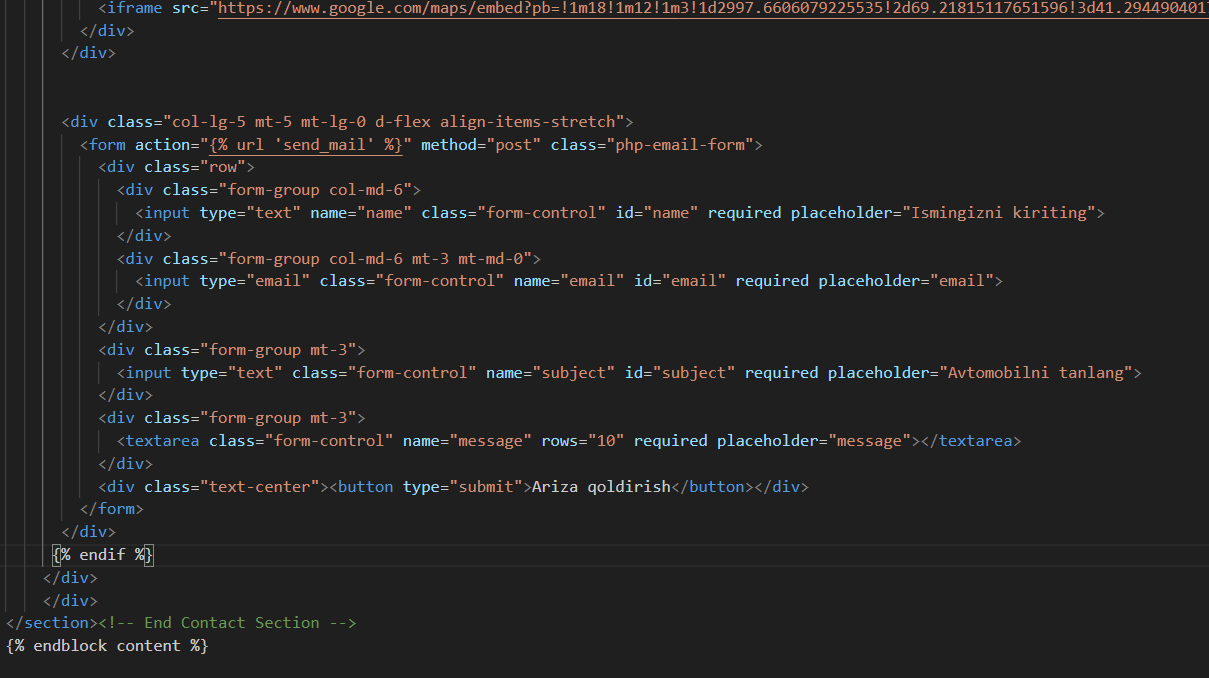 <iframe src="https://www.google.com/maps/embed?pb=!1m18!1m12!1m3!1d2997.6606079225535!2d69.21815117651596!3d41.294490401
</div>
</div>
<div class="col-lg-5 mt-5 mt-lg-0 d-flex align-items-stretch">
<form action="{% url 'send_mail' %}" method="post" class="php-email-form">
<div class="row">
<div class="form-group col-md-6">
<input type="text" name="name" class="form-control" id="name" required placeholder="Ismingizni kiriting">
</div>
<div class="form-group col-md-6 mt-3 mt-md-0">
<input type="email" class="form-control" name="email" id="email" required placeholder="email">
</div>
</div>
<div class="form-group mt-3">
<input type="text" class="form-control" name="subject" id="subject" required placeholder="Avtomobilni tanlang">
</div>
<div class="form-group mt-3">
<textarea class="form-control" name="message" rows="10" required placeholder="message"></textarea>
</div>
<div class="text-center"><button type="submit">Ariza qoldirish</button></div>
</form>
</div>
{% endif %}
</div>
</div>
</section><!-- End Contact Section -->
{% endblock content %}